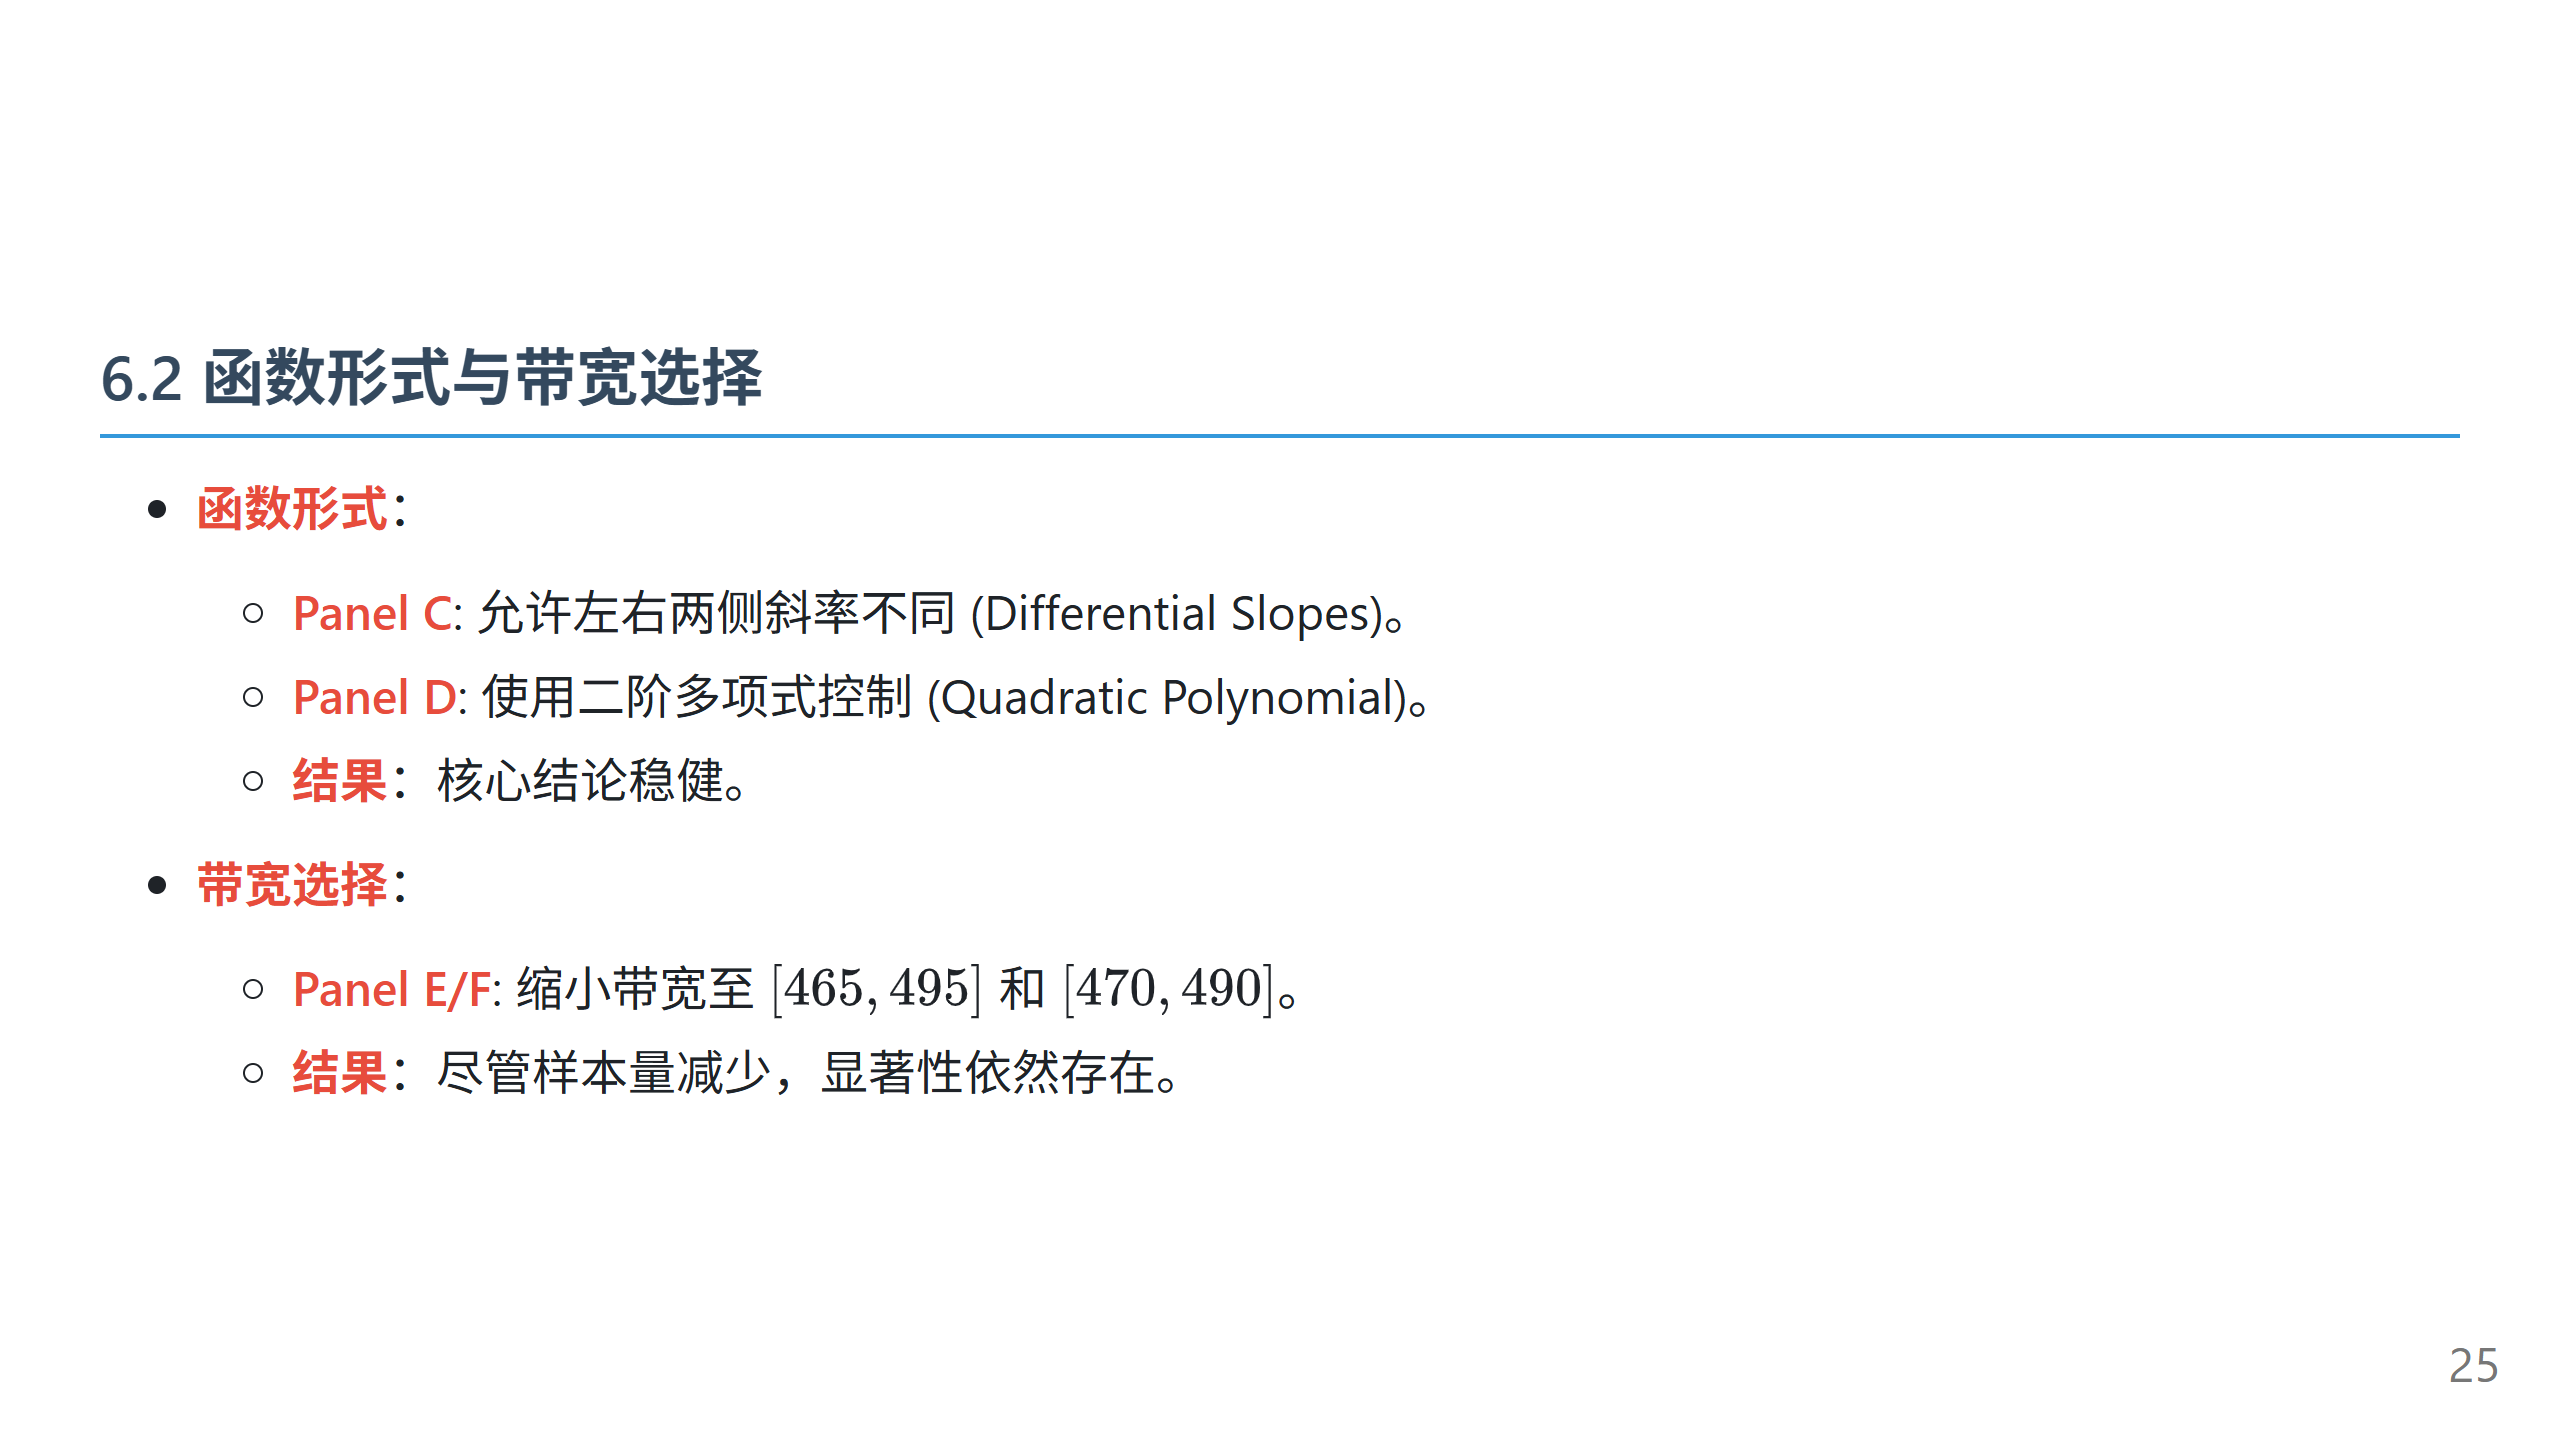 6.2 函数形式与带宽选择
• 函数形式：
○ Panel C: 允许左右两侧斜率不同 (Differential Slopes)。
○ Panel D: 使用二阶多项式控制 (Quadratic Polynomial)。
○ 结果：核心结论稳健。
• 带宽选择：
○ Panel E/F: 缩小带宽至 [465, 495] 和 [470, 490]。
○ 结果：尽管样本量减少，显著性依然存在。
25